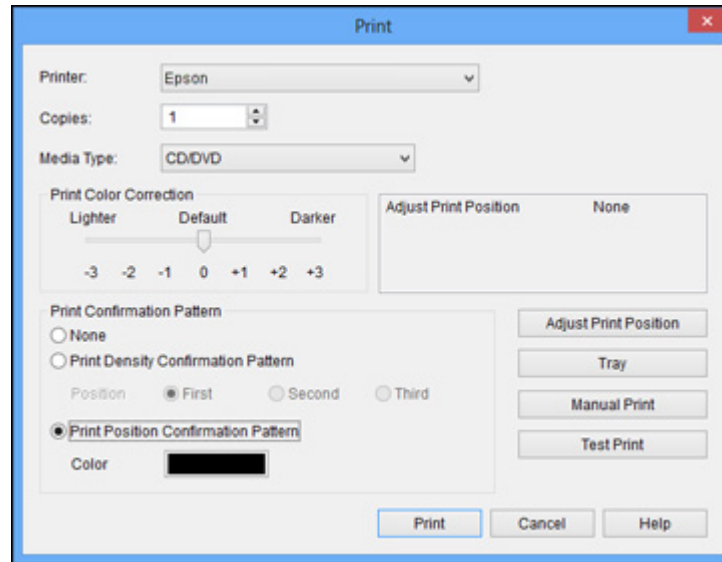 Print
Printer: Epson
Copies: 1
Media Type: CD/DVD
Print Color Correction
Lighter Default Darker
-3 -2 -1 0 +1 +2 +3
Adjust Print Position None
Print Confirmation Pattern
None
Print Density Confirmation Pattern
Position First Second Third
Print Position Confirmation Pattern
Color
Adjust Print Position
Tray
Manual Print
Test Print
Print Cancel Help